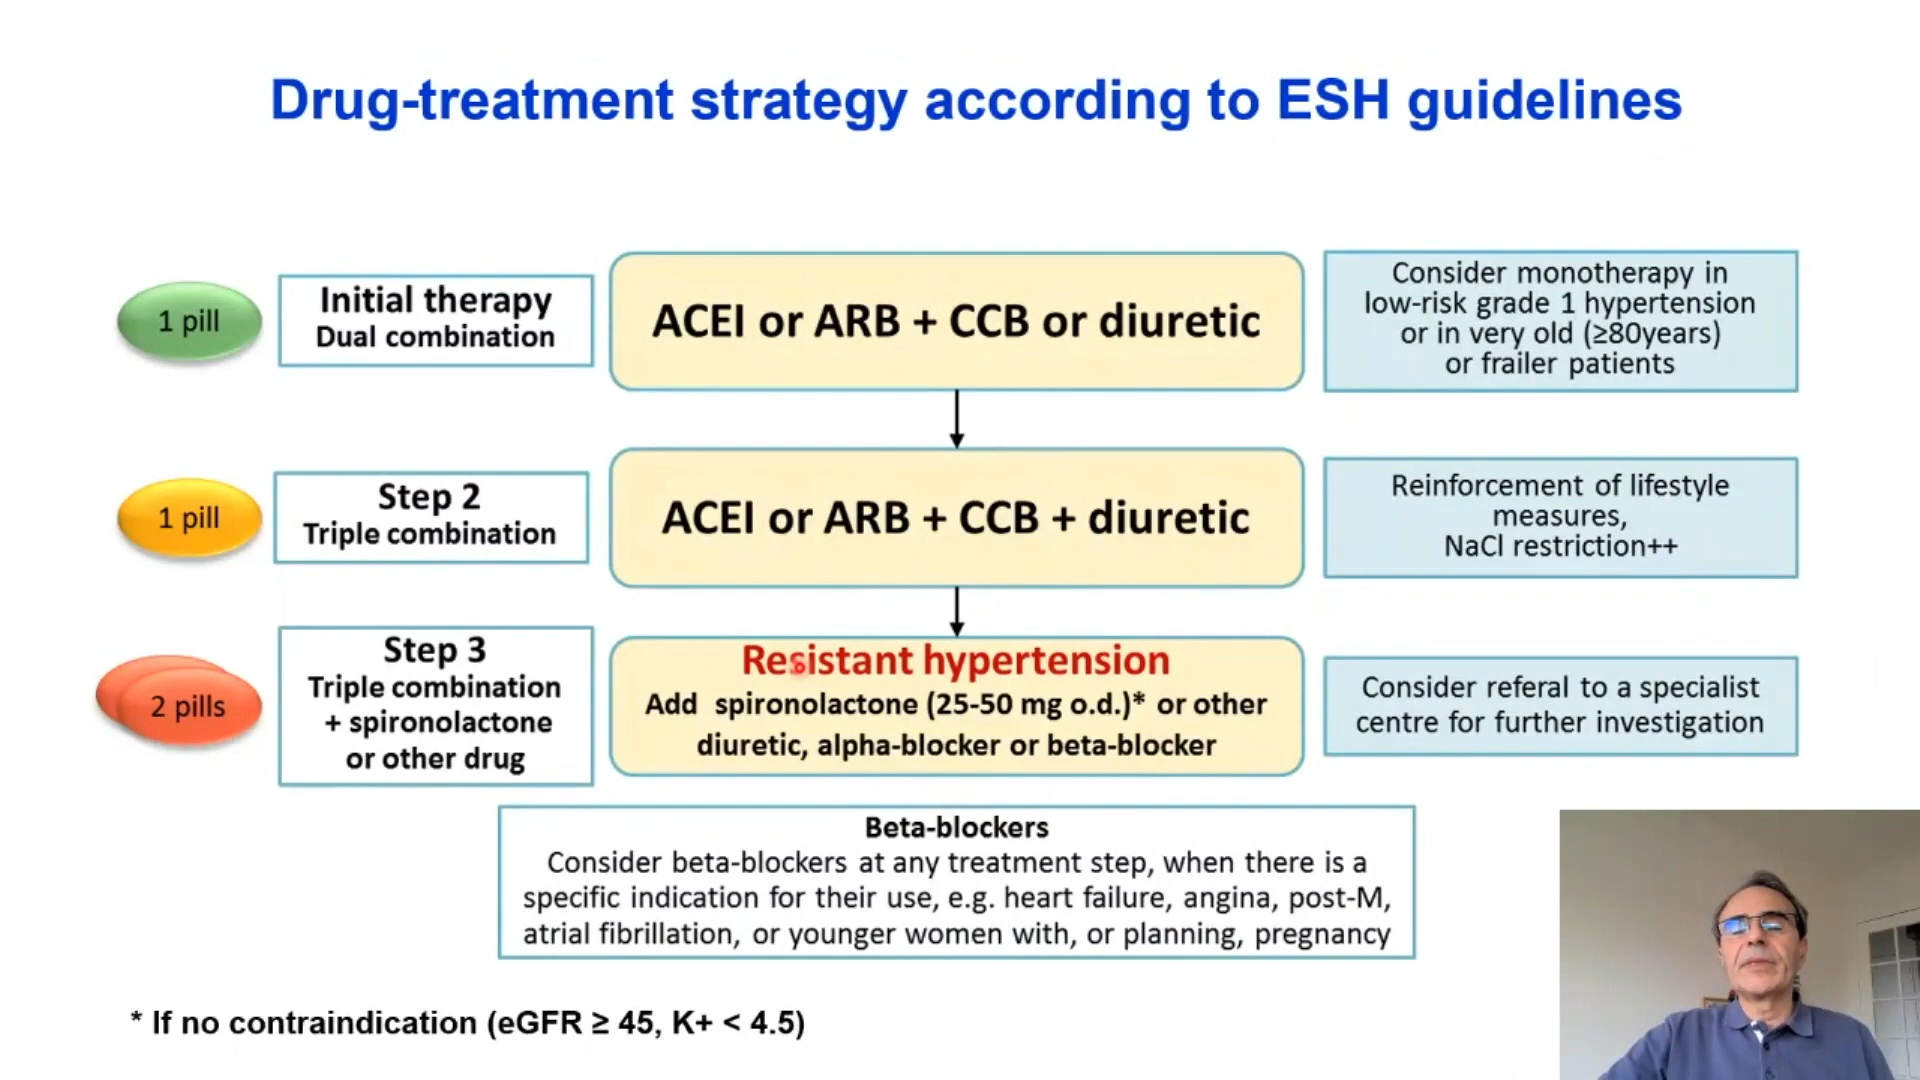 Drug-treatment strategy according to ESH guidelines
1 pill
Initial therapy
Dual combination
ACEI or ARB + CCB or diuretic
Consider monotherapy in
low-risk grade 1 hypertension
or in very old (≥80years)
or frailer patients
1 pill
Step 2
Triple combination
ACEI or ARB + CCB + diuretic
Reinforcement of lifestyle
measures,
NaCl restriction++
2 pills
Step 3
Triple combination
+ spironolactone
or other drug
Resistant hypertension
Add spironolactone (25-50 mg o.d.)* or other
diuretic, alpha-blocker or beta-blocker
Consider referal to a specialist
centre for further investigation
Beta-blockers
Consider beta-blockers at any treatment step, when there is a
specific indication for their use, e.g. heart failure, angina, post-M,
atrial fibrillation, or younger women with, or planning, pregnancy
* If no contraindication (eGFR ≥ 45, K+ < 4.5)